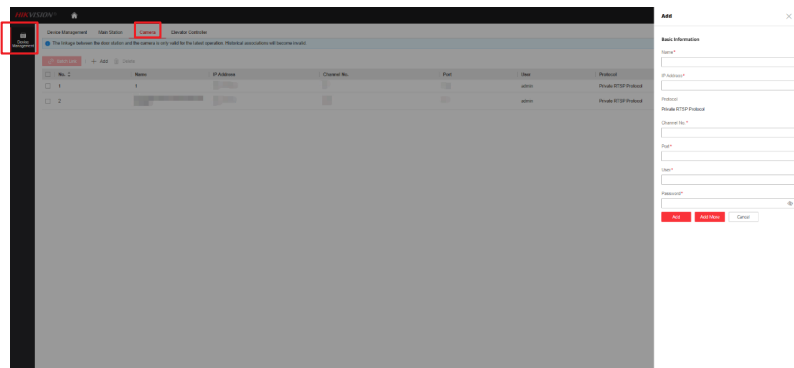 HIKVISION
Device Management
Device Management Main Station Camera Elevator Controller
The linkage between the door station and the camera is only valid for the latest operation. Historical associations will become invalid.
+ Add Delete
No. Name IP Address Channel No. Port User Protocol
1 1 admin Private RTSP Protocol
2 admin Private RTSP Protocol
Add
Basic Information
Name*
IP Address*
Protocol
Private RTSP Protocol
Channel No.*
Port*
User*
Password*
Add Add More Cancel